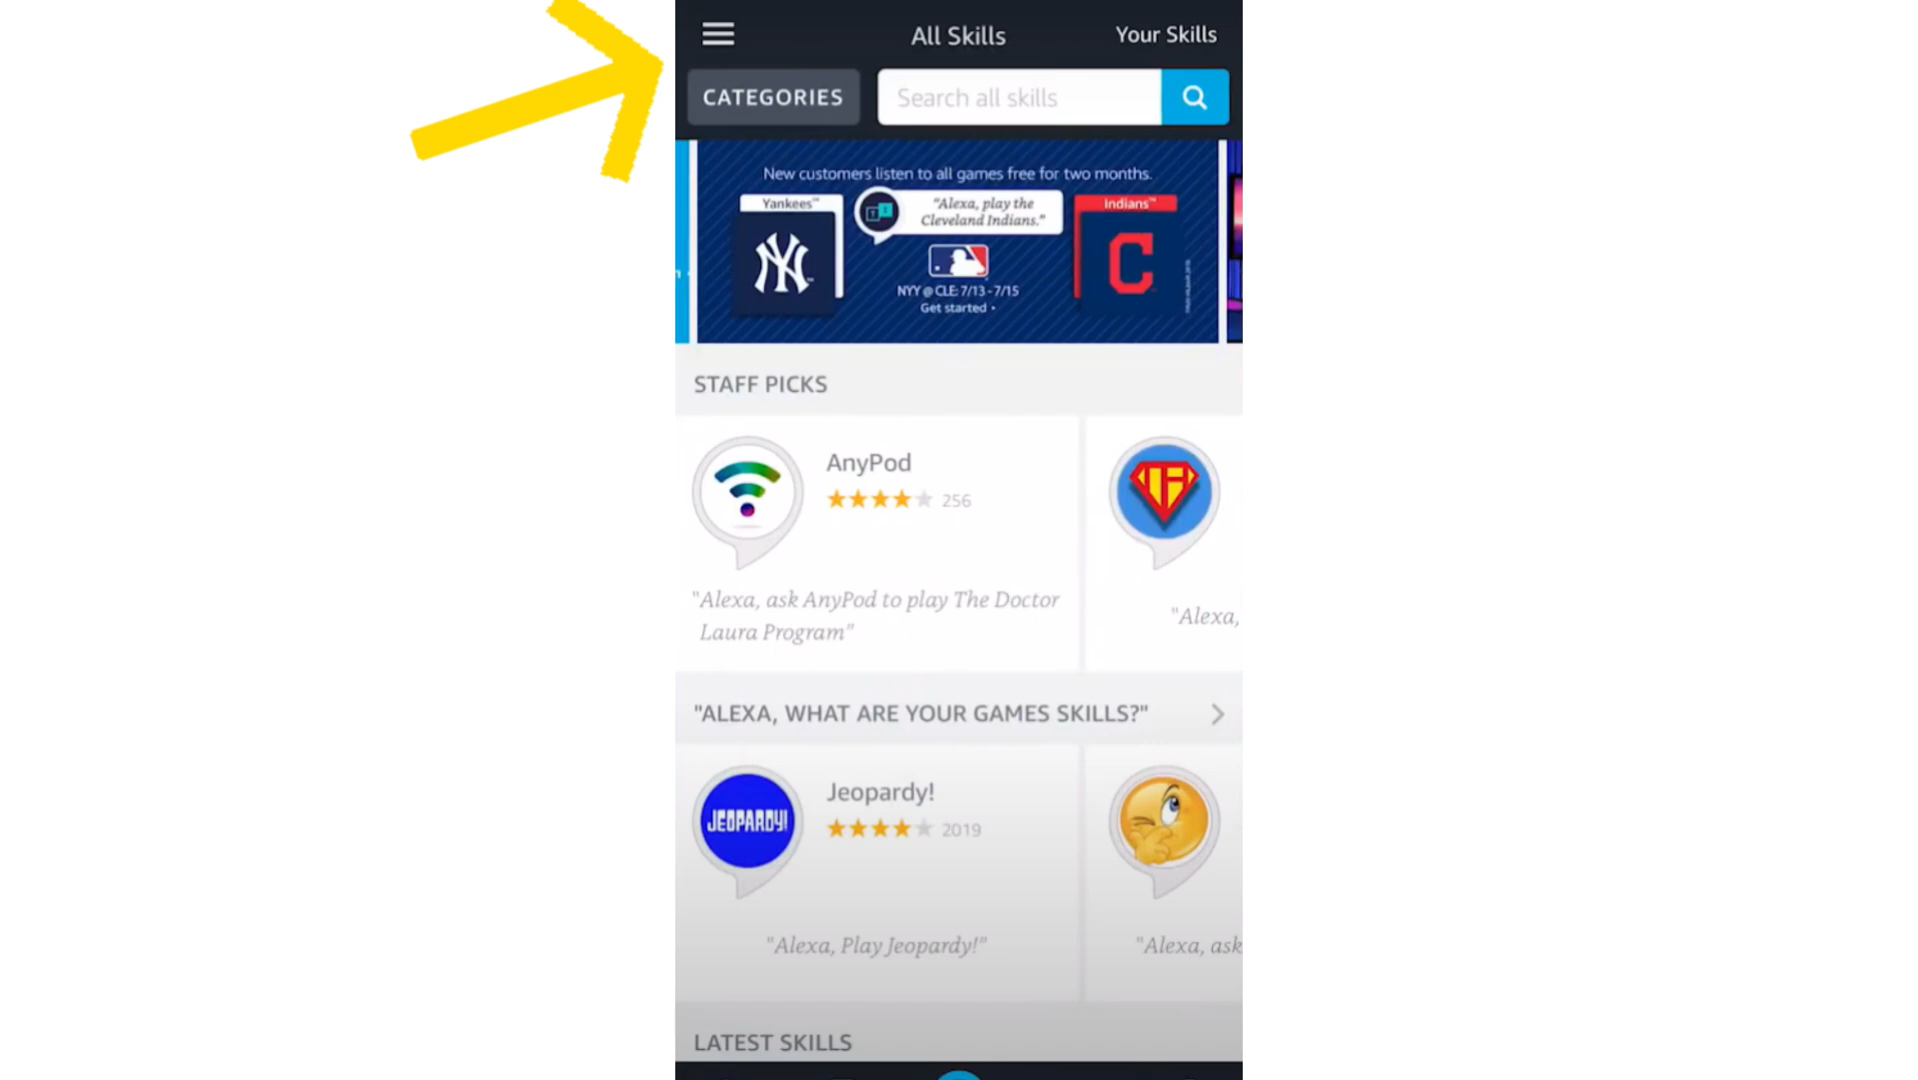 All Skills
Your Skills
CATEGORIES
Search all skills
New customers listen to all games free for two months.
Yankees™
"Alexa, play the
Cleveland Indians."
Indians™
NY
C
NYY @ CLE: 7/13 - 7/15
Get started
STAFF PICKS
AnyPod
256
"Alexa, ask AnyPod to play The Doctor
Laura Program"
"Alexa,
"ALEXA, WHAT ARE YOUR GAMES SKILLS?"
JEOPARDY!
Jeopardy!
2019
"Alexa, Play Jeopardy!"
"Alexa, ask
LATEST SKILLS